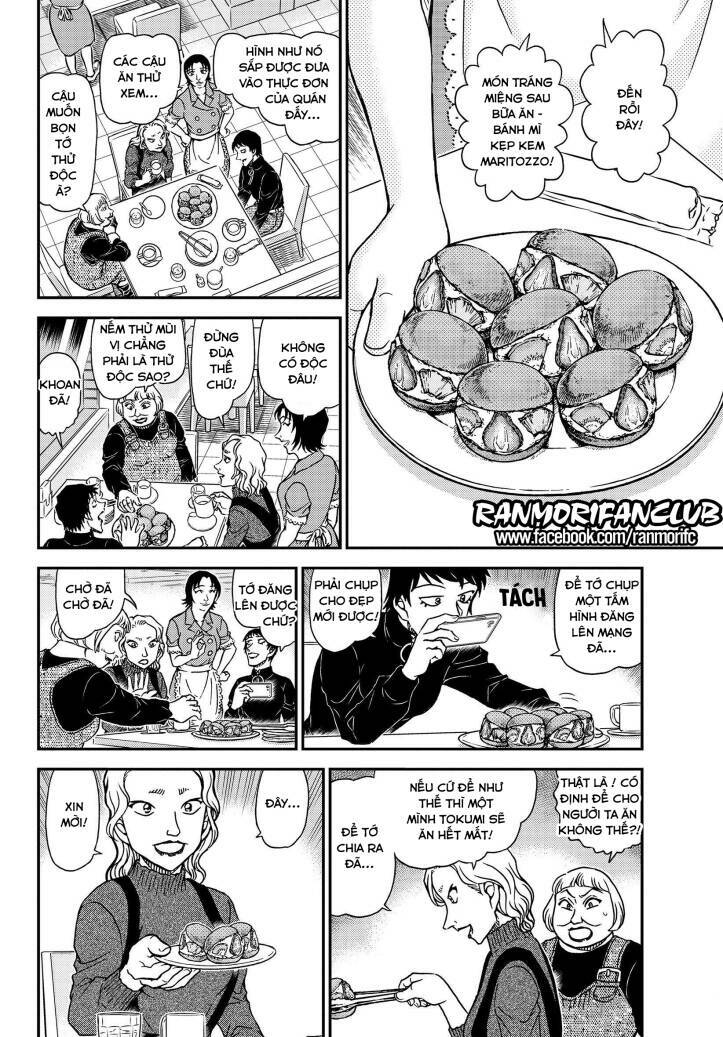 ĐẾN
RỒI
ĐÂY!
MÓN TRÁNG
MIỆNG SAU
BỮA ĂN -
BÁNH MÌ
KẸP KEM
MARITOZZO!
HÌNH NHƯ NÓ
SẮP ĐƯỢC ĐƯA
VÀO THỰC ĐƠN
CỦA QUÁN
ĐẤY...
CÁC CẬU
ĂN THỬ
XEM...
CẬU
MUỐN
BỌN
TỚ
THỬ
ĐỘC
Á?
RANMORIFANCLUB
www.facebook.com/ranmorifc
KHÔNG
CÓ ĐỘC
ĐÂU!
ĐỪNG
ĐÙA
THẾ
CHỨ!
NẾM THỬ MÙI
VỊ CHẲNG
PHẢI LÀ THỬ
ĐỘC SAO?
KHOAN
ĐÃ!
ĐỂ TỚ CHỤP
MỘT TẤM
HÌNH ĐĂNG
LÊN MẠNG
ĐÃ...
TÁCH
PHẢI CHỤP
CHO ĐẸP
MỚI ĐƯỢC!
TỚ ĐĂNG
LÊN ĐƯỢC
CHỨ?
CHỜ ĐÃ
CHỜ ĐÃ!
THẬT LÀ! CÓ
ĐỊNH ĐỂ CHO
NGƯỜI TA ĂN
KHÔNG THẾ?!
NẾU CỨ ĐỂ NHƯ
THẾ THÌ MỘT
MÌNH TOKUMI SẼ
ĂN HẾT MẤT!
ĐỂ TỚ
CHIA RA
ĐÃ...
ĐÂY...
XIN
MỜI!